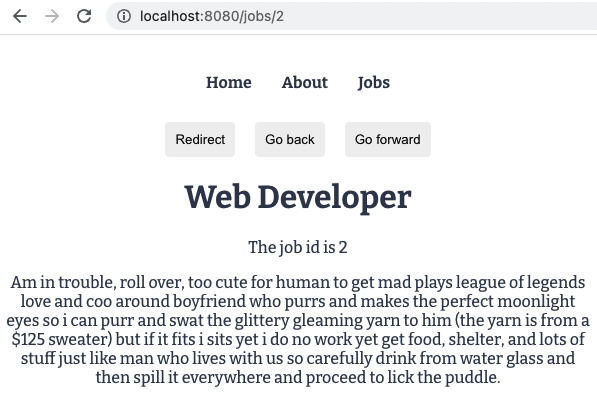 localhost:8080/jobs/2
Home About Jobs
Redirect Go back Go forward
Web Developer
The job id is 2
Am in trouble, roll over, too cute for human to get mad plays league of legends
love and coo around boyfriend who purrs and makes the perfect moonlight
eyes so i can purr and swat the glittery gleaming yarn to him (the yarn is from a
$125 sweater) but if it fits i sits yet i do no work yet get food, shelter, and lots of
stuff just like man who lives with us so carefully drink from water glass and
then spill it everywhere and proceed to lick the puddle.